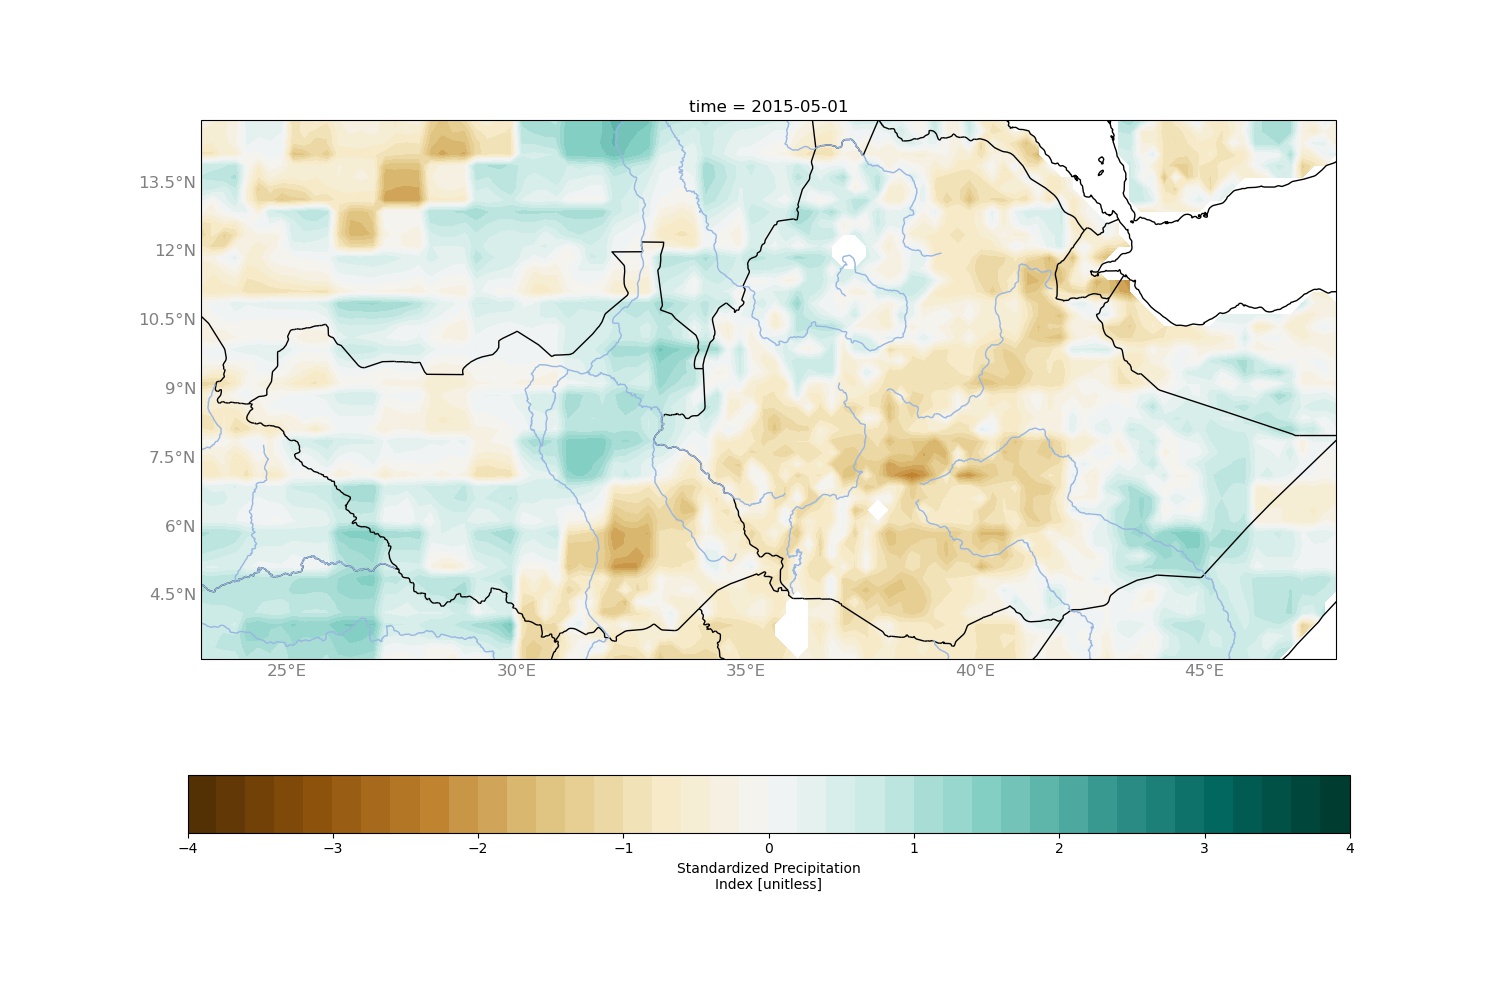 time = 2015-05-01
13.5°N
12°N
10.5°N
9°N
7.5°N
6°N
4.5°N
25°E 30°E 35°E 40°E 45°E
−4 −3 −2 −1 0 1 2 3 4
Standardized Precipitation
Index [unitless]